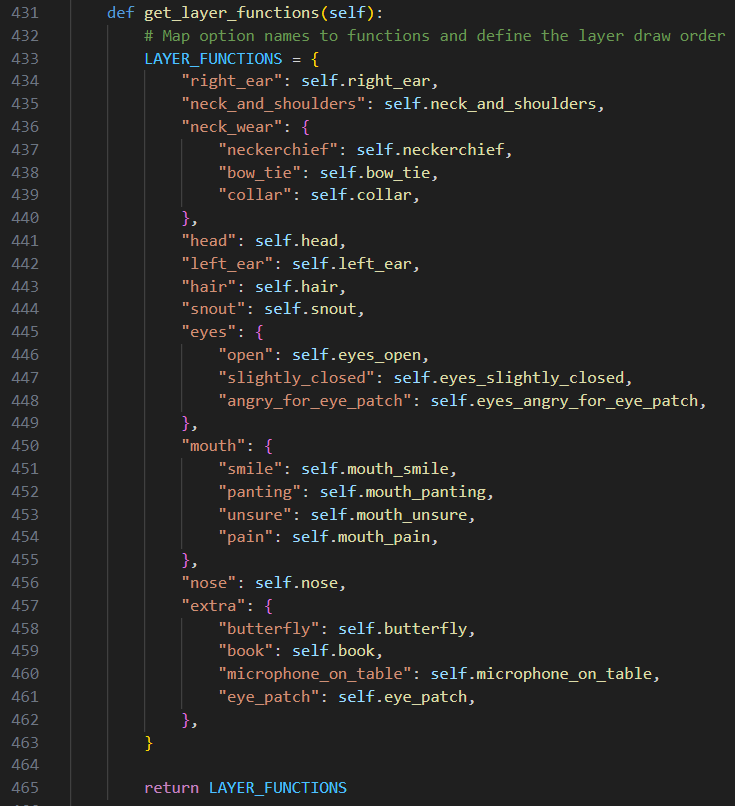 431 def get_layer_functions(self):
432 # Map option names to functions and define the layer draw order
433 LAYER_FUNCTIONS = {
434 "right_ear": self.right_ear,
435 "neck_and_shoulders": self.neck_and_shoulders,
436 "neck_wear": {
437 "neckerchief": self.neckerchief,
438 "bow_tie": self.bow_tie,
439 "collar": self.collar,
440 },
441 "head": self.head,
442 "left_ear": self.left_ear,
443 "hair": self.hair,
444 "snout": self.snout,
445 "eyes": {
446 "open": self.eyes_open,
447 "slightly_closed": self.eyes_slightly_closed,
448 "angry_for_eye_patch": self.eyes_angry_for_eye_patch,
449 },
450 "mouth": {
451 "smile": self.mouth_smile,
452 "panting": self.mouth_panting,
453 "unsure": self.mouth_unsure,
454 "pain": self.mouth_pain,
455 },
456 "nose": self.nose,
457 "extra": {
458 "butterfly": self.butterfly,
459 "book": self.book,
460 "microphone_on_table": self.microphone_on_table,
461 "eye_patch": self.eye_patch,
462 },
463 }
464
465 return LAYER_FUNCTIONS